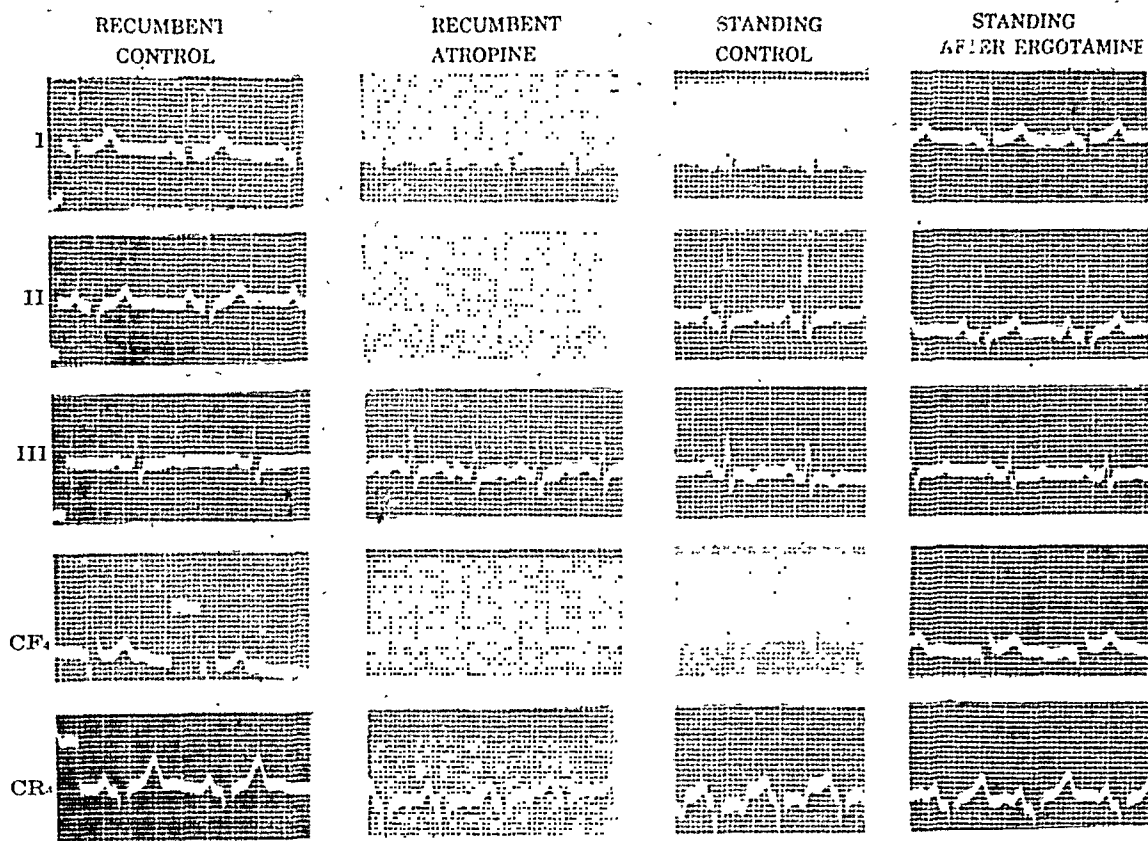 RECUMBENT
CONTROL
RECUMBENT
ATROPINE
STANDING
CONTROL
STANDING
AFTER ERGOTAMINE
I
II
III
CF₄
CR₄